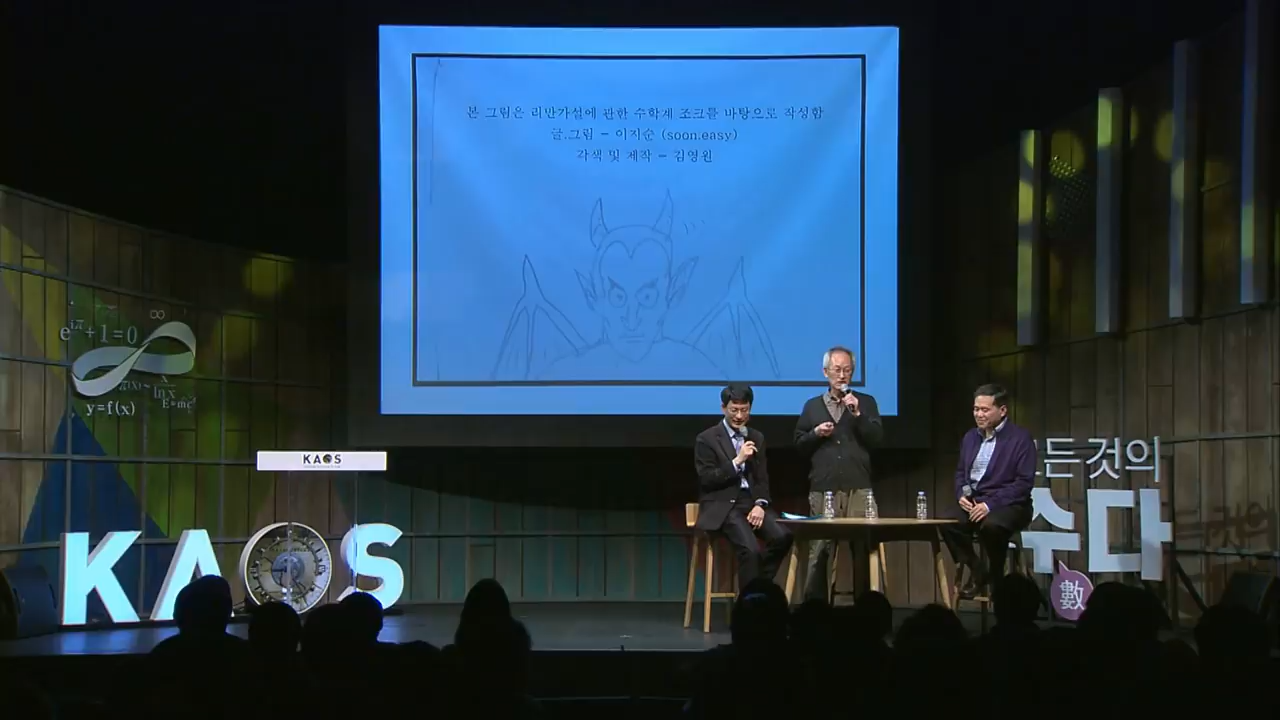 본 그림은 리만가설에 관한 수학계 조크를 바탕으로 작성함
글.그림 - 이지순 (soon.easy)
각색 및 제작 - 김영원
e^{iπ}+1=0
∞
x
ln x
E=mc²
y=f(x)
KAOS
KAOS
든것의
수다
數